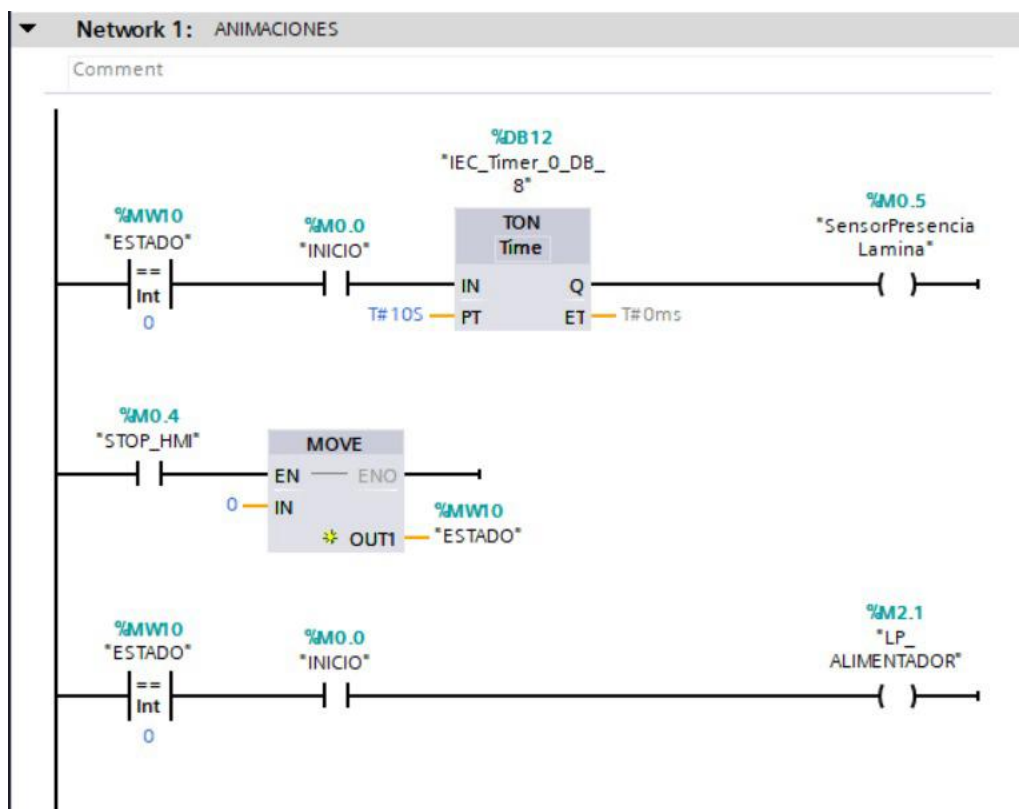 Network 1: ANIMACIONES
Comment
%DB12
"IEC_Timer_0_DB_
8"
%MW10
"ESTADO"
==
Int
0
%M0.0
"INICIO"
TON
Time
IN
Q
T#10S
PT
ET
T#0ms
%M0.5
"SensorPresencia
Lamina"
%M0.4
"STOP_HMI"
MOVE
EN
ENO
0
IN
OUT1
%MW10
"ESTADO"
%MW10
"ESTADO"
==
Int
0
%M0.0
"INICIO"
%M2.1
"LP_
ALIMENTADOR"